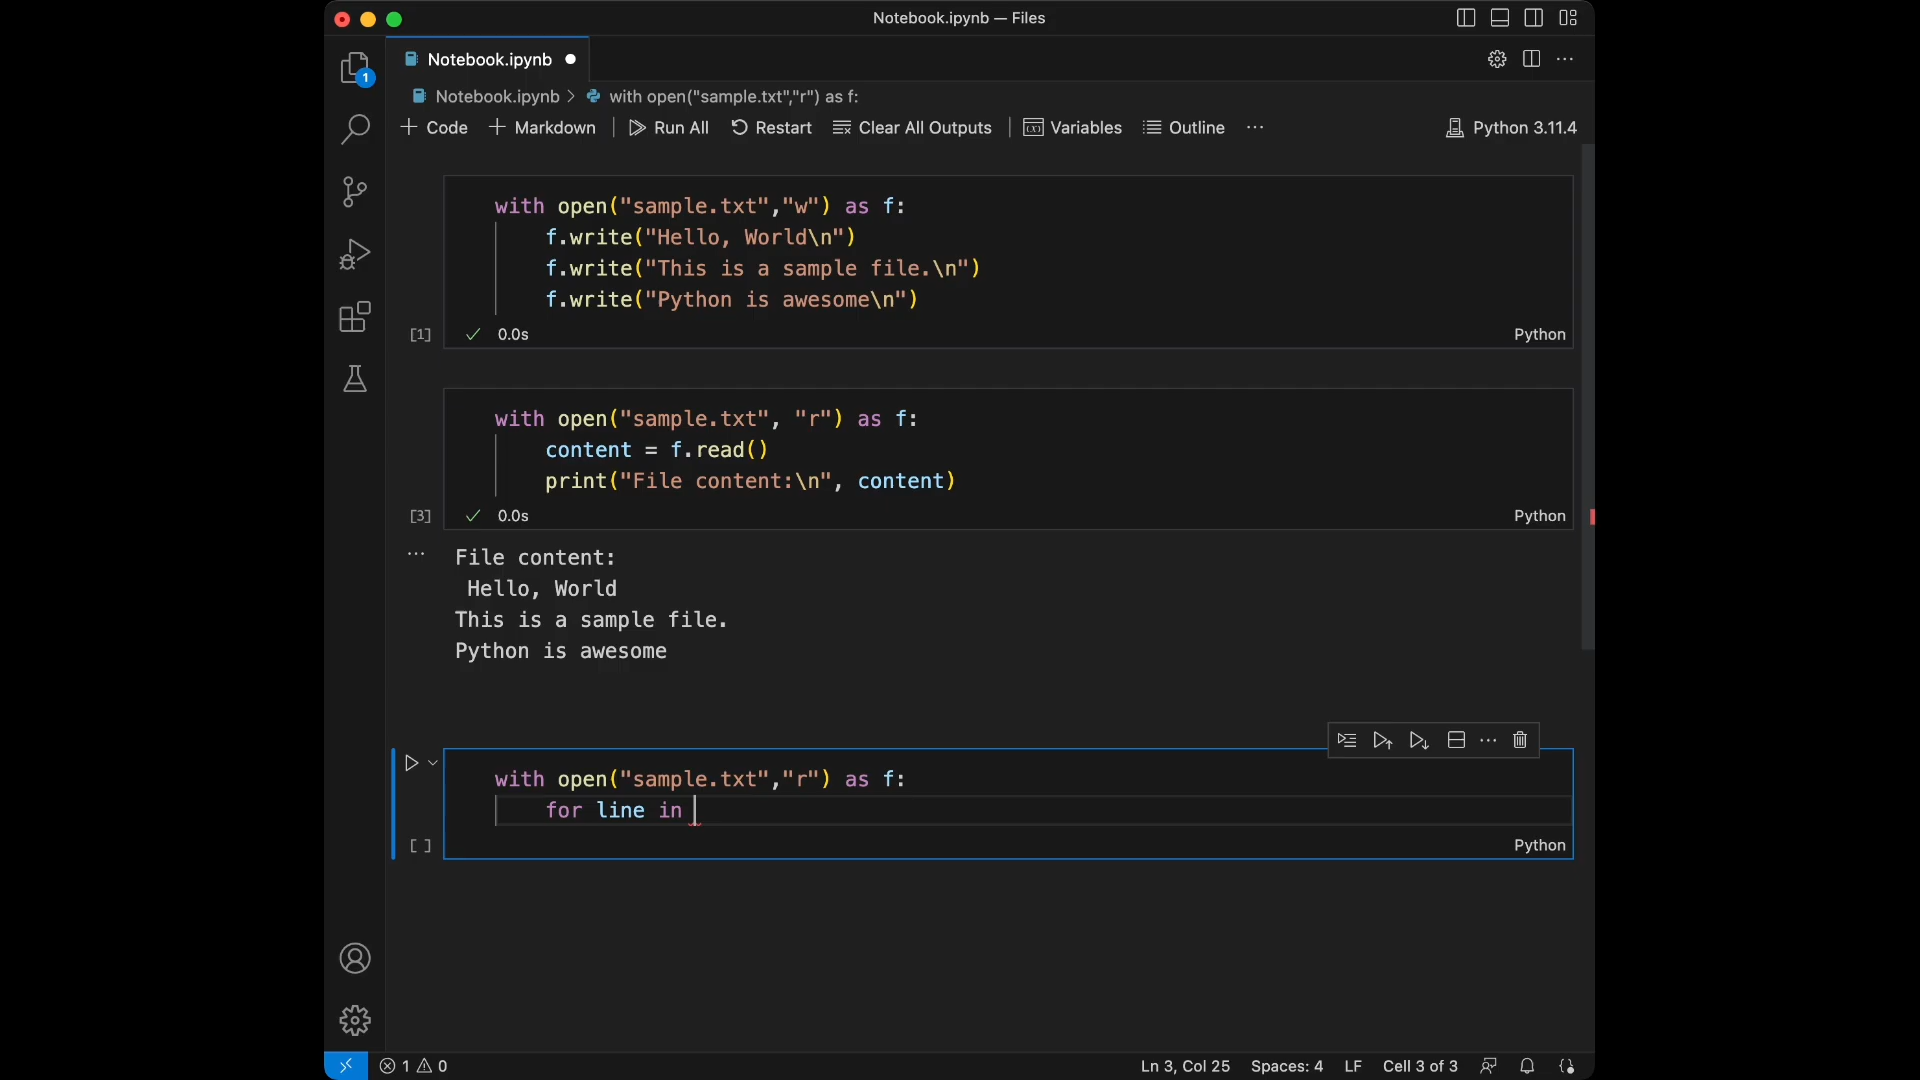 Notebook.ipynb — Files
1
Notebook.ipynb
Notebook.ipynb > with open("sample.txt","r") as f:
Code Markdown Run All Restart Clear All Outputs Variables Outline ... Python 3.11.4
with open("sample.txt","w") as f:
f.write("Hello, World\n")
f.write("This is a sample file.\n")
f.write("Python is awesome\n")
[1] 0.0s Python
with open("sample.txt", "r") as f:
content = f.read()
print("File content:\n", content)
[3] 0.0s Python
... File content:
Hello, World
This is a sample file.
Python is awesome
with open("sample.txt","r") as f:
for line in
[ ] Python
1 0 Ln 3, Col 25 Spaces: 4 LF Cell 3 of 3